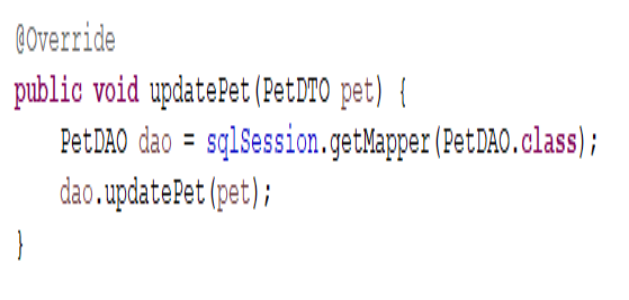 @Override
public void updatePet(PetDTO pet) {
    PetDAO dao = sqlSession.getMapper(PetDAO.class);
    dao.updatePet(pet);
}